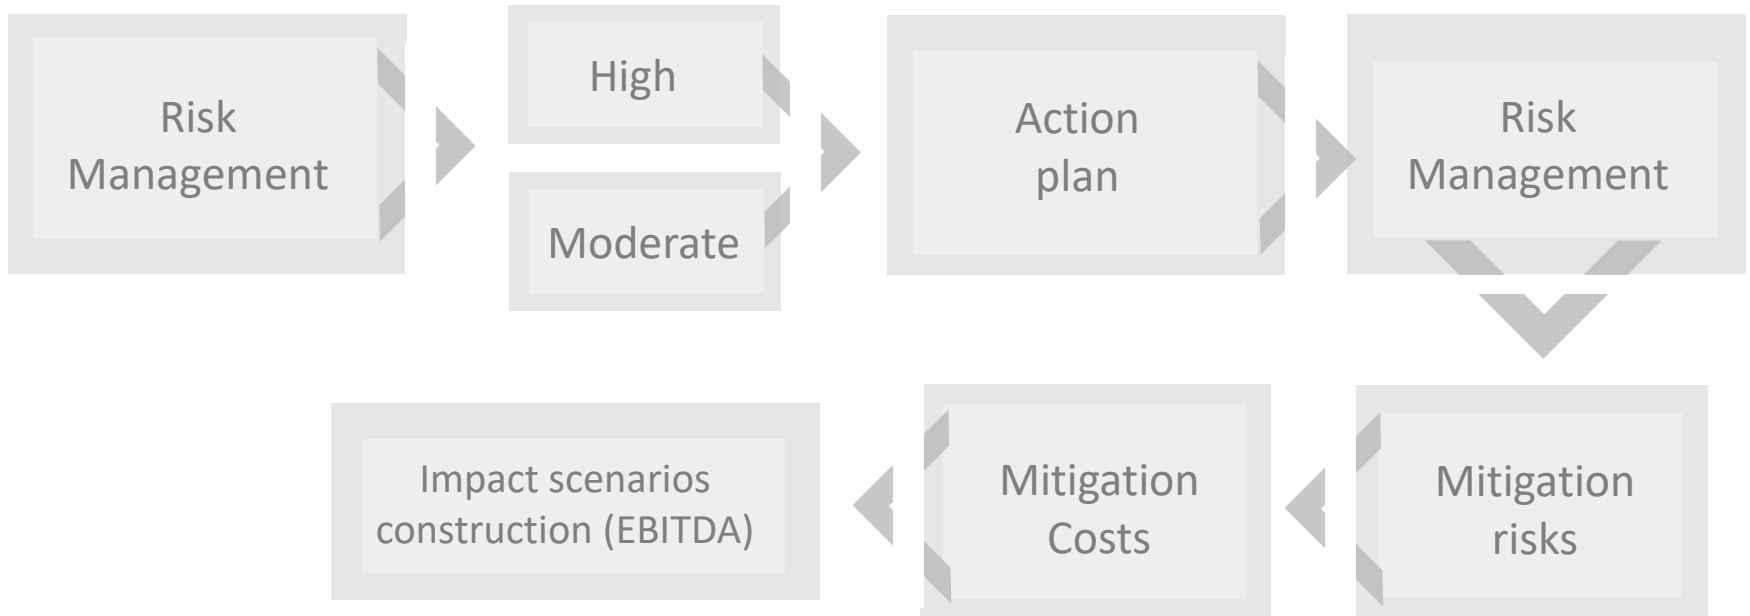 Risk
Management
High
Moderate
Action
plan
Risk
Management
Mitigation
risks
Mitigation
Costs
Impact scenarios
construction (EBITDA)